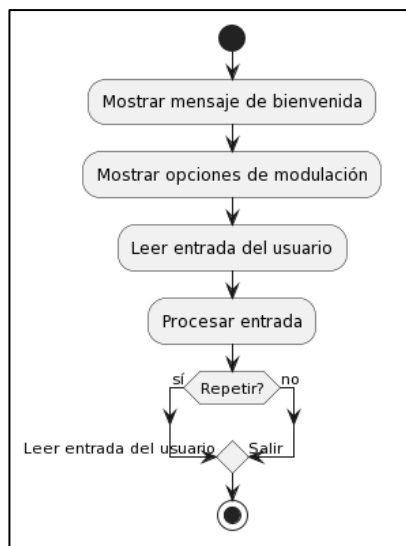 Mostrar mensaje de bienvenida
Mostrar opciones de modulación
Leer entrada del usuario
Procesar entrada
sí
Repetir?
no
Leer entrada del usuario
Salir